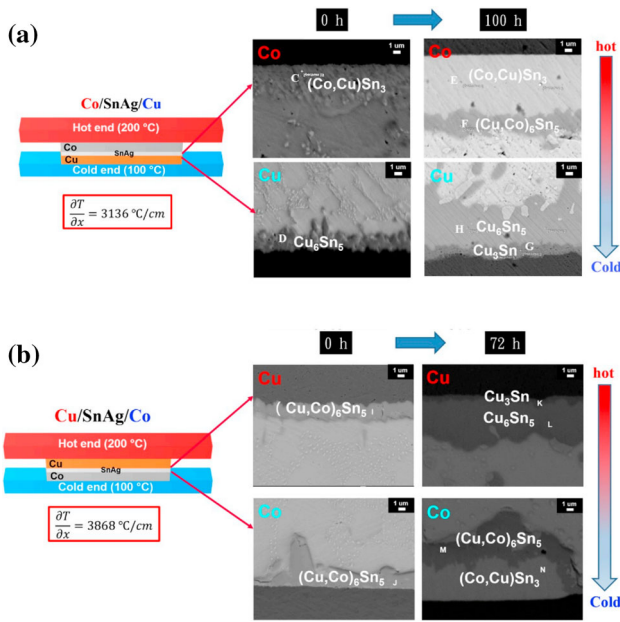 (a)
0 h
100 h
Co/SnAg/Cu
Hot end (200 °C)
Co
SnAg
Cu
Cold end (100 °C)
∂T/∂x = 3136 °C/cm
Co
1 um
C
(Co,Cu)Sn3
Co
1 um
E
(Co,Cu)Sn3
F
(Cu,Co)6Sn5
Cu
1 um
D
Cu6Sn5
Cu
1 um
H
Cu6Sn5
Cu3Sn
G
hot
Cold
(b)
0 h
72 h
Cu/SnAg/Co
Hot end (200 °C)
Cu
SnAg
Co
Cold end (100 °C)
∂T/∂x = 3868 °C/cm
Cu
1 um
(Cu,Co)6Sn5
I
Cu
1 um
Cu3Sn
K
Cu6Sn5
L
Co
1 um
(Cu,Co)6Sn5
J
Co
1 um
(Cu,Co)6Sn5
M
N
(Co,Cu)Sn3
hot
Cold